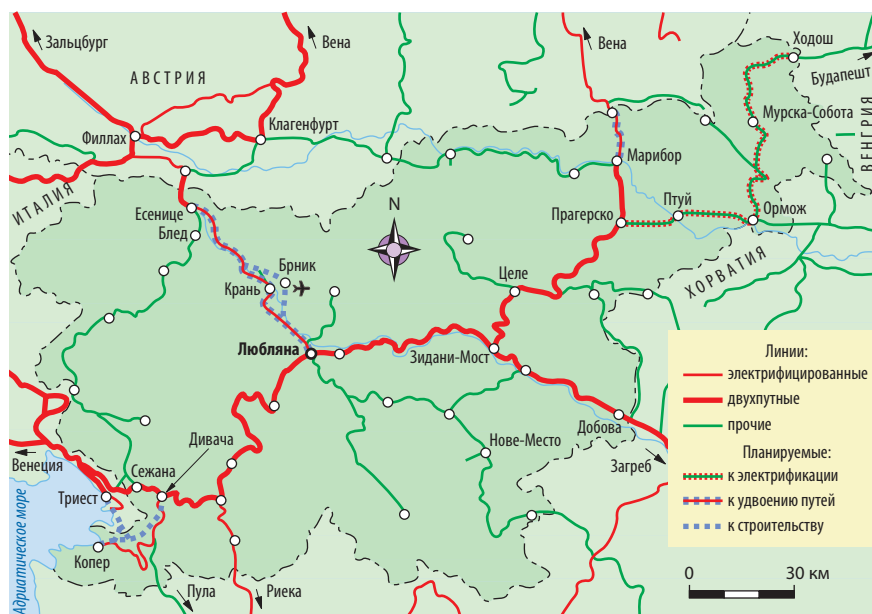 Зальцбург
Вена
Вена
Ходош
АВСТРИЯ
Будапешт
Филлах
Клагенфурт
Мурска-Собота
ВЕНГРИЯ
Марибор
ИТАЛИЯ
Есенице
Птуй
Прагерско
Ормож
Блед
N
Брник
ХОРВАТИЯ
Целе
Крань
Любляна
Зидани-Мост
Добова
Нове-Место
Загреб
Дивача
Венеция
Сежана
Триест
Адриатическое море
Копер
Пула
Риека
Линии:
электрифицированные
двухпутные
прочие
Планируемые:
к электрификации
к удвоению путей
к строительству
0 30 км